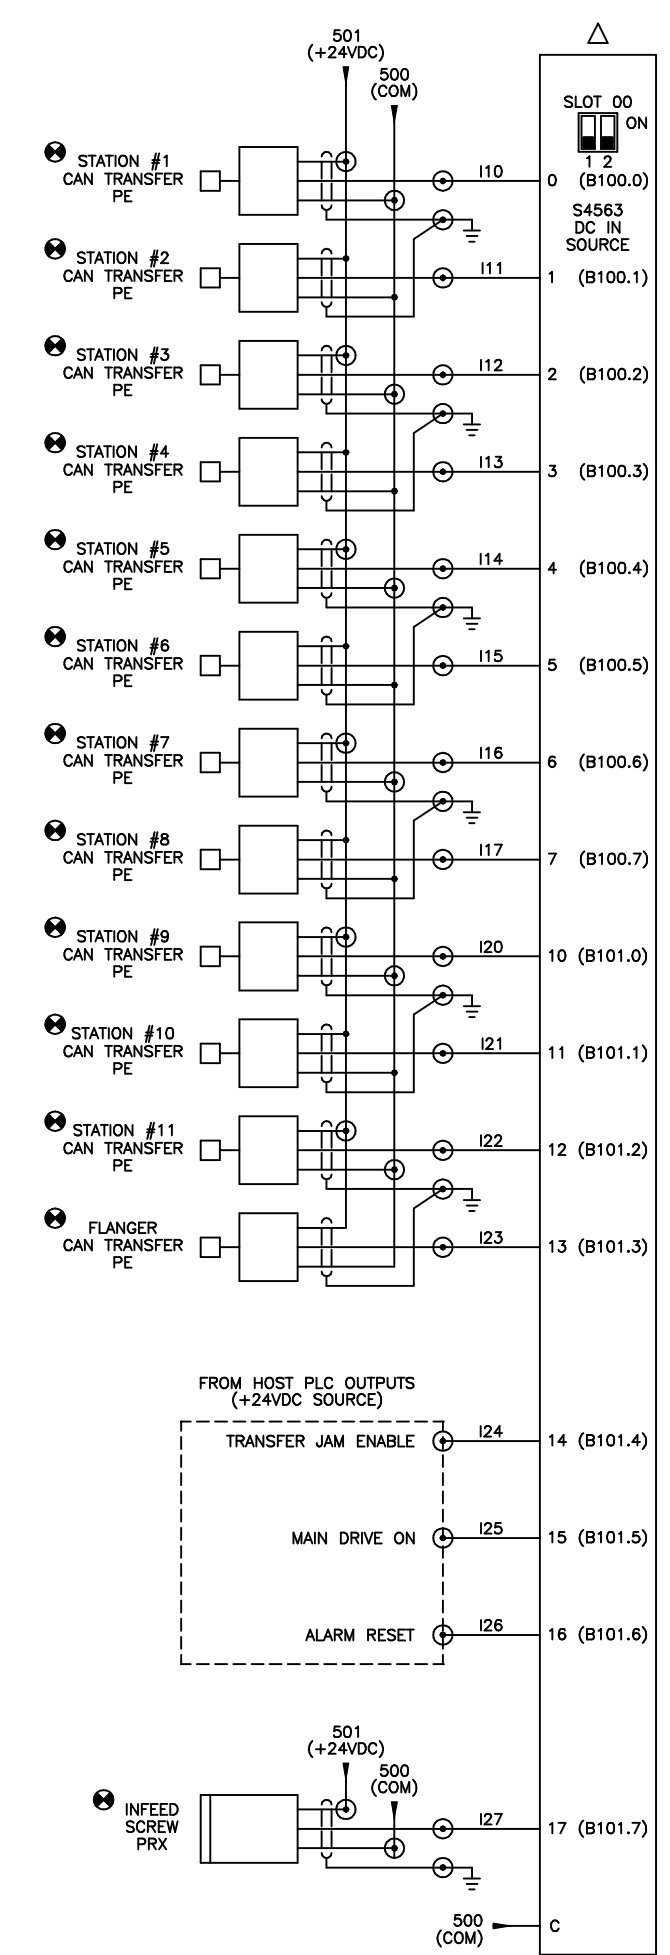 501
(+24VDC)
500
(COM)
SLOT 00
ON
1 2
STATION #1
CAN TRANSFER
PE
I10
0 (B100.0)
S4563
DC IN
SOURCE
STATION #2
CAN TRANSFER
PE
I11
1 (B100.1)
STATION #3
CAN TRANSFER
PE
I12
2 (B100.2)
STATION #4
CAN TRANSFER
PE
I13
3 (B100.3)
STATION #5
CAN TRANSFER
PE
I14
4 (B100.4)
STATION #6
CAN TRANSFER
PE
I15
5 (B100.5)
STATION #7
CAN TRANSFER
PE
I16
6 (B100.6)
STATION #8
CAN TRANSFER
PE
I17
7 (B100.7)
STATION #9
CAN TRANSFER
PE
I20
10 (B101.0)
STATION #10
CAN TRANSFER
PE
I21
11 (B101.1)
STATION #11
CAN TRANSFER
PE
I22
12 (B101.2)
FLANGER
CAN TRANSFER
PE
I23
13 (B101.3)
FROM HOST PLC OUTPUTS
(+24VDC SOURCE)
TRANSFER JAM ENABLE
I24
14 (B101.4)
MAIN DRIVE ON
I25
15 (B101.5)
ALARM RESET
I26
16 (B101.6)
501
(+24VDC)
500
(COM)
INFEED
SCREW
PRX
I27
17 (B101.7)
500
(COM)
C